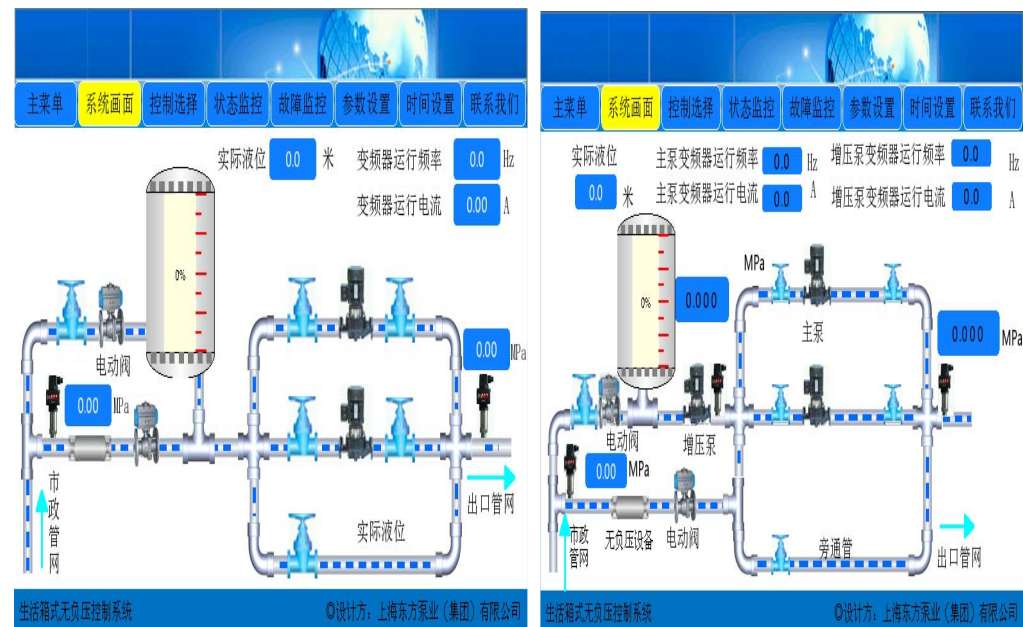 主菜单 系统画面 控制选择 状态监控 故障监控 参数设置 时间设置 联系我们
实际液位 0.0 米 变频器运行频率 0.0 Hz
变频器运行电流 0.00 A
0%
电动阀
0.00 MPa
0.00 MPa
市政管网
实际液位
出口管网
生活箱式无负压控制系统 ©设计方：上海东方泵业（集团）有限公司
主菜单 系统画面 控制选择 状态监控 故障监控 参数设置 时间设置 联系我们
实际液位 主泵变频器运行频率 0.0 Hz 增压泵变频器运行频率 0.0 Hz
0.0 米 主泵变频器运行电流 0.0 A 增压泵变频器运行电流 0.0 A
MPa
0% 0.000
主泵
0.000 MPa
电动阀 增压泵
0.00 MPa
市政
管网 无负压设备 电动阀 旁通管 出口管网
生活箱式无负压控制系统 ©设计方：上海东方泵业（集团）有限公司